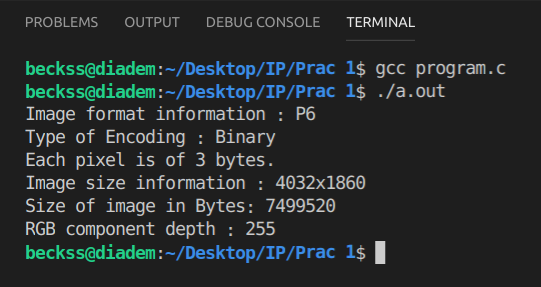 PROBLEMS OUTPUT DEBUG CONSOLE TERMINAL
beckss@diadem:~/Desktop/IP/Prac 1$ gcc program.c
beckss@diadem:~/Desktop/IP/Prac 1$ ./a.out
Image format information : P6
Type of Encoding : Binary
Each pixel is of 3 bytes.
Image size information : 4032x1860
Size of image in Bytes: 7499520
RGB component depth : 255
beckss@diadem:~/Desktop/IP/Prac 1$